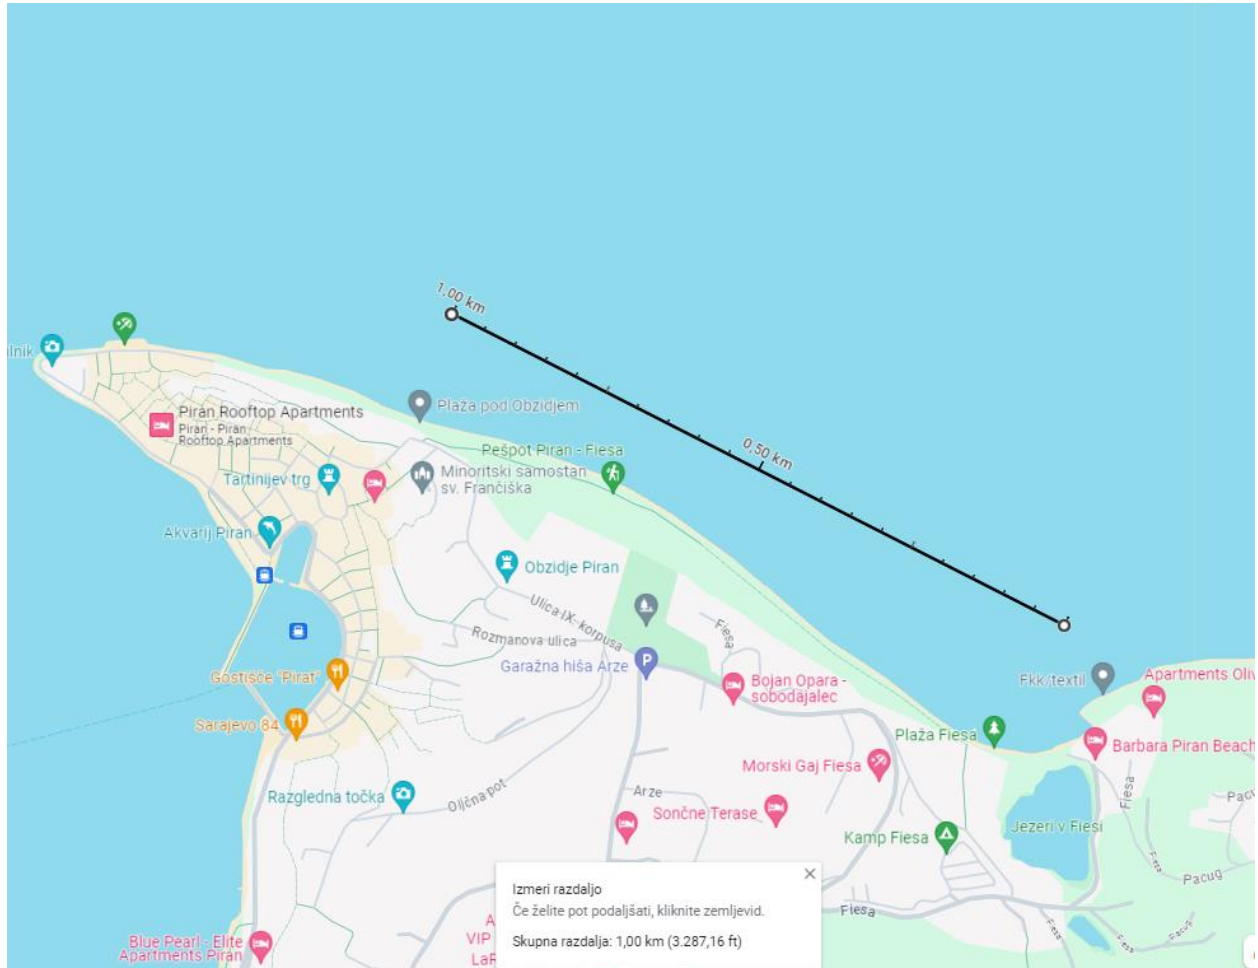 1,00 km
0,50 km
Piran Rooftop Apartments
Piran - Piran
Rooftop Apartments
Plaža pod Obzidjem
Pešpot Piran - Fiesa
Tartinijev trg
Minoritski samostan
sv. Frančiška
Akvarij Piran
Obzidje Piran
Ulica IX. korpusa
Rozmanova ulica
Fiesa
Garažna hiša Arze
Gostišče "Pirat"
Sarajevo 84
Bojan Opara -
sobodajalec
Fkk/textil
Apartments Oliv
Plaža Fiesa
Barbara Piran Beach
Morski Gaj Fiesa
Razgledna točka
Oljčna pot
Arze
Sončne Terase
Fiesa
Jezeri v Fiesi
Kamp Fiesa
Fiesa
Fiesa
Pacug
Fiesa
Fiesa
Blue Pearl - Elite
Apartments Piran
VIP
Izmeri razdaljo
Če želite pot podaljšati, kliknite zemljevid.
Skupna razdalja: 1,00 km (3.287,16 ft)